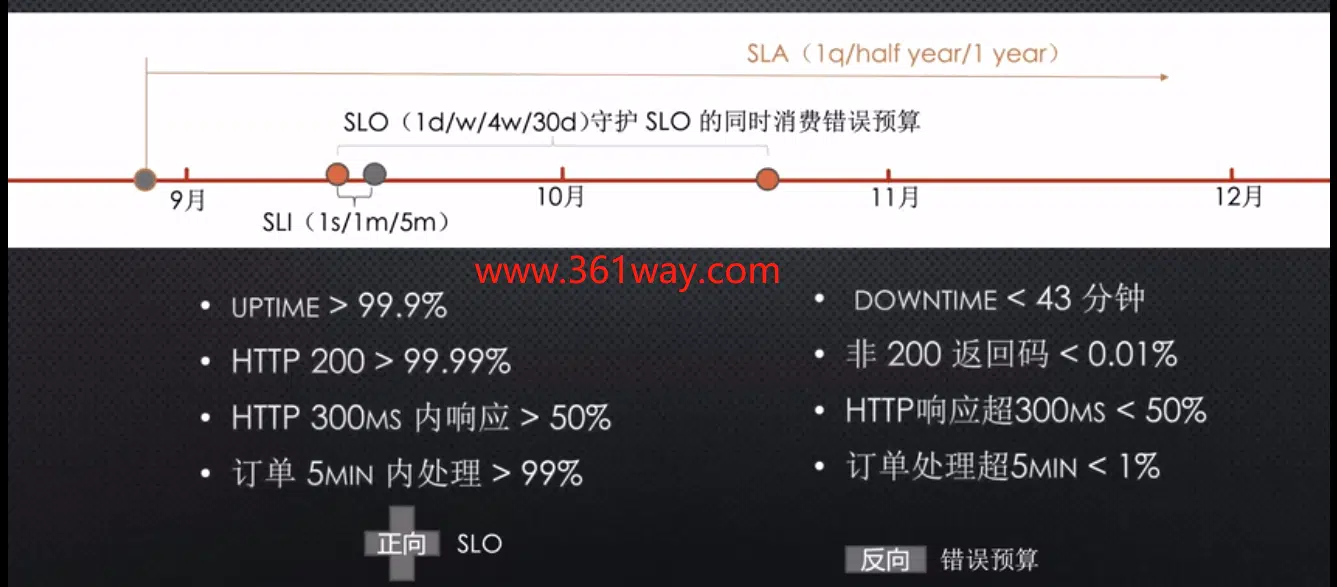 SLA（1q/half year/1 year）
SLO（1d/w/4w/30d)守护 SLO 的同时消费错误预算
9月
10月
11月
12月
SLI（1s/1m/5m）
www.361way.com
• UPTIME > 99.9%
• HTTP 200 > 99.99%
• HTTP 300MS 内响应 > 50%
• 订单 5MIN 内处理 > 99%
正向 SLO
• DOWNTIME < 43 分钟
• 非 200 返回码 < 0.01%
• HTTP响应超300MS < 50%
• 订单处理超5MIN < 1%
反向 错误预算